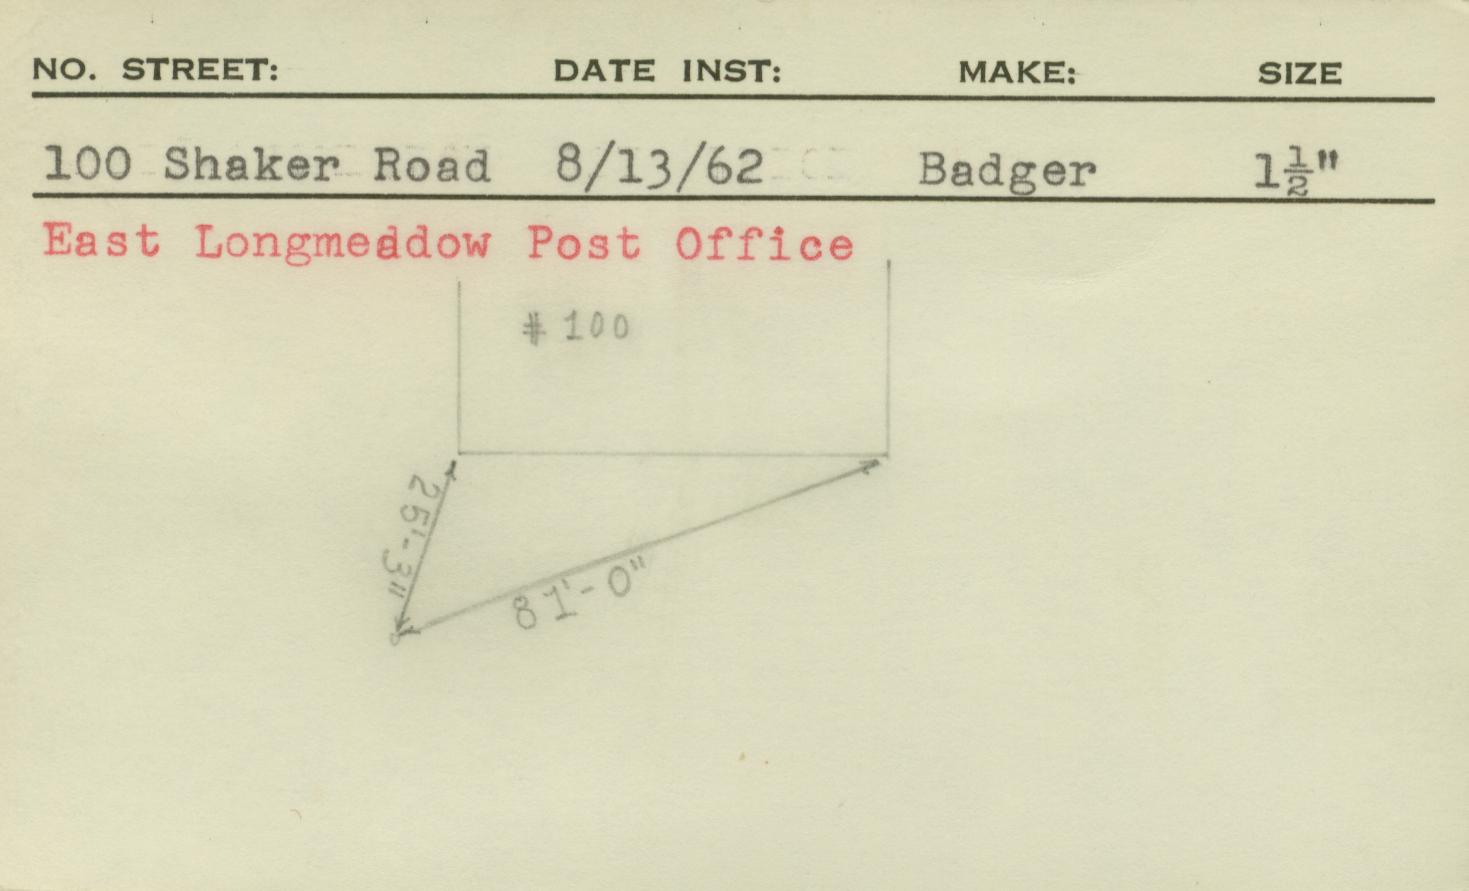 NO. STREET: DATE INST: MAKE: SIZE
100 Shaker Road 8/13/62 Badger 1½"
East Longmeadow Post Office
# 100
25'-3"
81'-0"